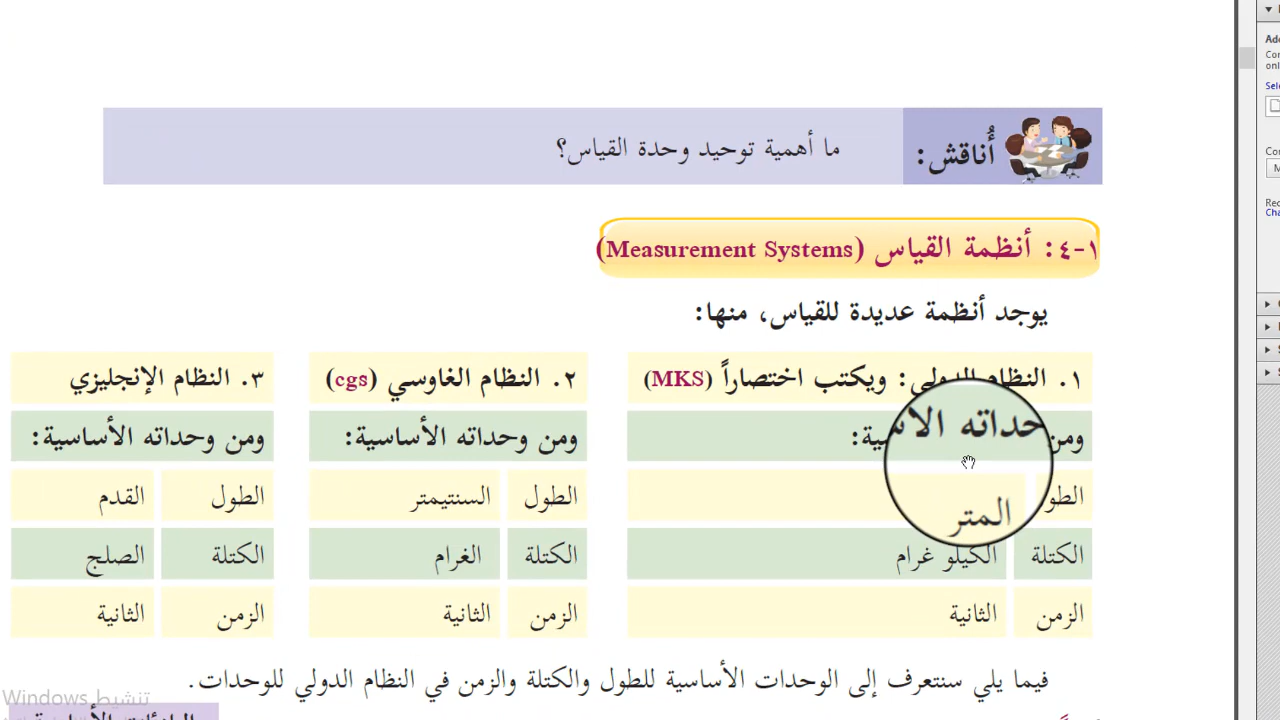 أُناقش: ما أهمية توحيد وحدة القياس؟
١-٤: أنظمة القياس (Measurement Systems)
يوجد أنظمة عديدة للقياس، منها:
١. النظام الدولي: ويكتب اختصاراً (MKS)
ومن وحداته الأساسية:
الطول المتر
الكتلة الكيلو غرام
الزمن الثانية
٢. النظام الغاوسي (cgs)
ومن وحداته الأساسية:
الطول السنتيمتر
الكتلة الغرام
الزمن الثانية
٣. النظام الإنجليزي
ومن وحداته الأساسية:
الطول القدم
الكتلة الصلج
الزمن الثانية
فيما يلي سنتعرف إلى الوحدات الأساسية للطول والكتلة والزمن في النظام الدولي للوحدات.
تنشيط Windows